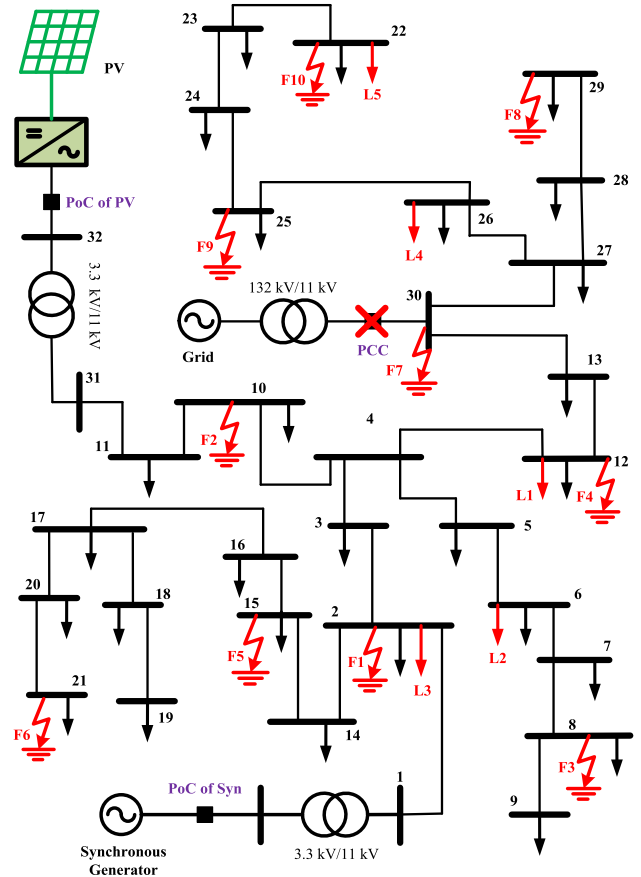 23
22
PV
F10
L5
29
F8
24
PoC of PV
28
25
26
32
F9
L4
27
3.3 kV/11 kV
132 kV/11 kV
30
Grid
PCC
F7
13
31
10
4
11
F2
12
L1
F4
17
3
5
16
20
18
15
2
6
F5
F1
L2
7
21
L3
19
14
8
F6
F3
PoC of Syn
1
9
Synchronous
Generator
3.3 kV/11 kV